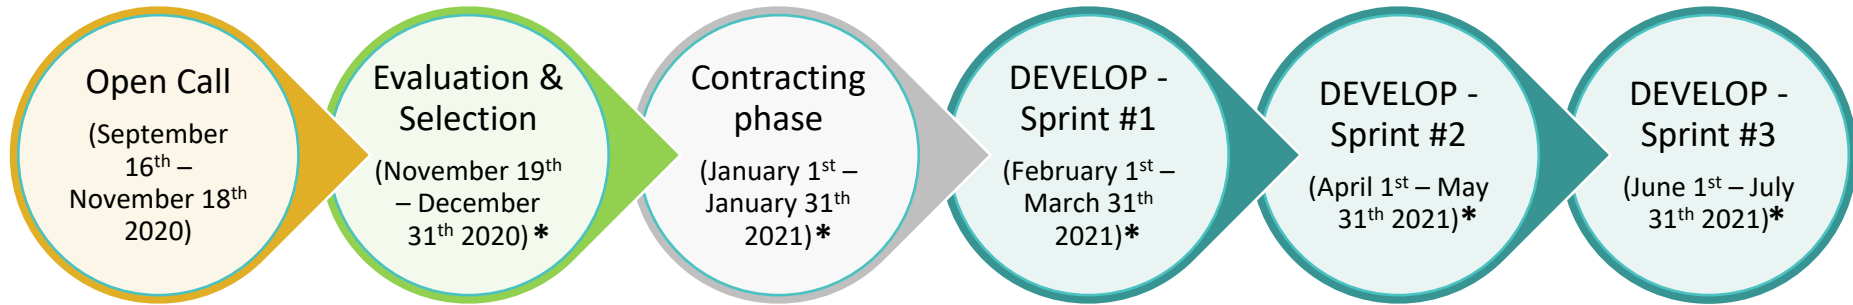 Open Call
(September
16th –
November 18th
2020)
Evaluation &
Selection
(November 19th
– December
31th 2020)*
Contracting
phase
(January 1st –
January 31th
2021)*
DEVELOP -
Sprint #1
(February 1st –
March 31th
2021)*
DEVELOP -
Sprint #2
(April 1st – May
31th 2021)*
DEVELOP -
Sprint #3
(June 1st – July
31th 2021)*